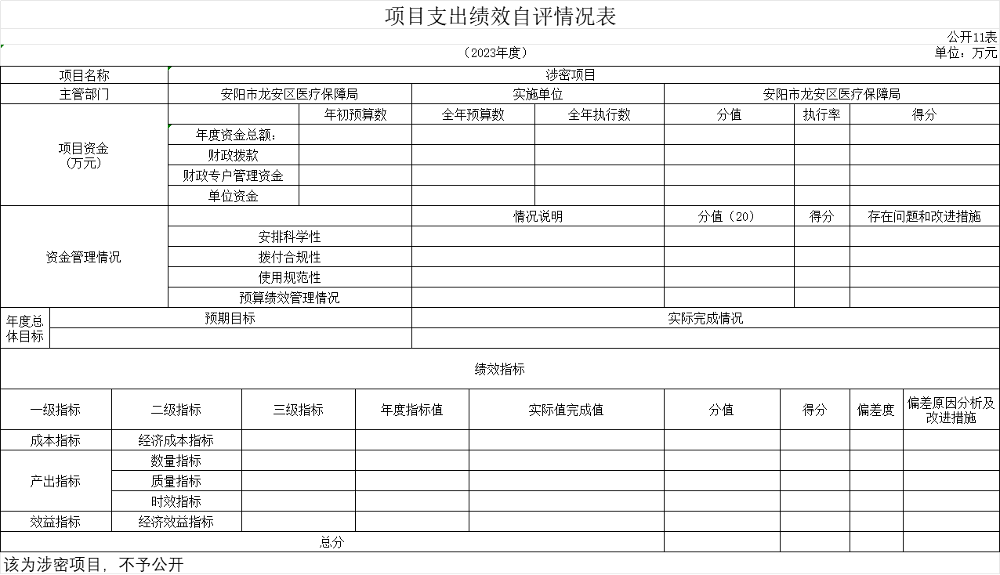 项目支出绩效自评情况表
公开11表
（2023年度） 单位：万元
项目名称 涉密项目
主管部门 安阳市龙安区医疗保障局 实施单位 安阳市龙安区医疗保障局
项目资金
(万元)
年初预算数 全年预算数 全年执行数 分值 执行率 得分
年度资金总额：
财政拨款
财政专户管理资金
单位资金
资金管理情况
情况说明 分值（20） 得分 存在问题和改进措施
安排科学性
拨付合规性
使用规范性
预算绩效管理情况
年度总
体目标
预期目标 实际完成情况
绩效指标
一级指标 二级指标 三级指标 年度指标值 实际值完成值 分值 得分 偏差度 偏差原因分析及
改进措施
成本指标 经济成本指标
产出指标
数量指标
质量指标
时效指标
效益指标 经济效益指标
总分
该为涉密项目，不予公开